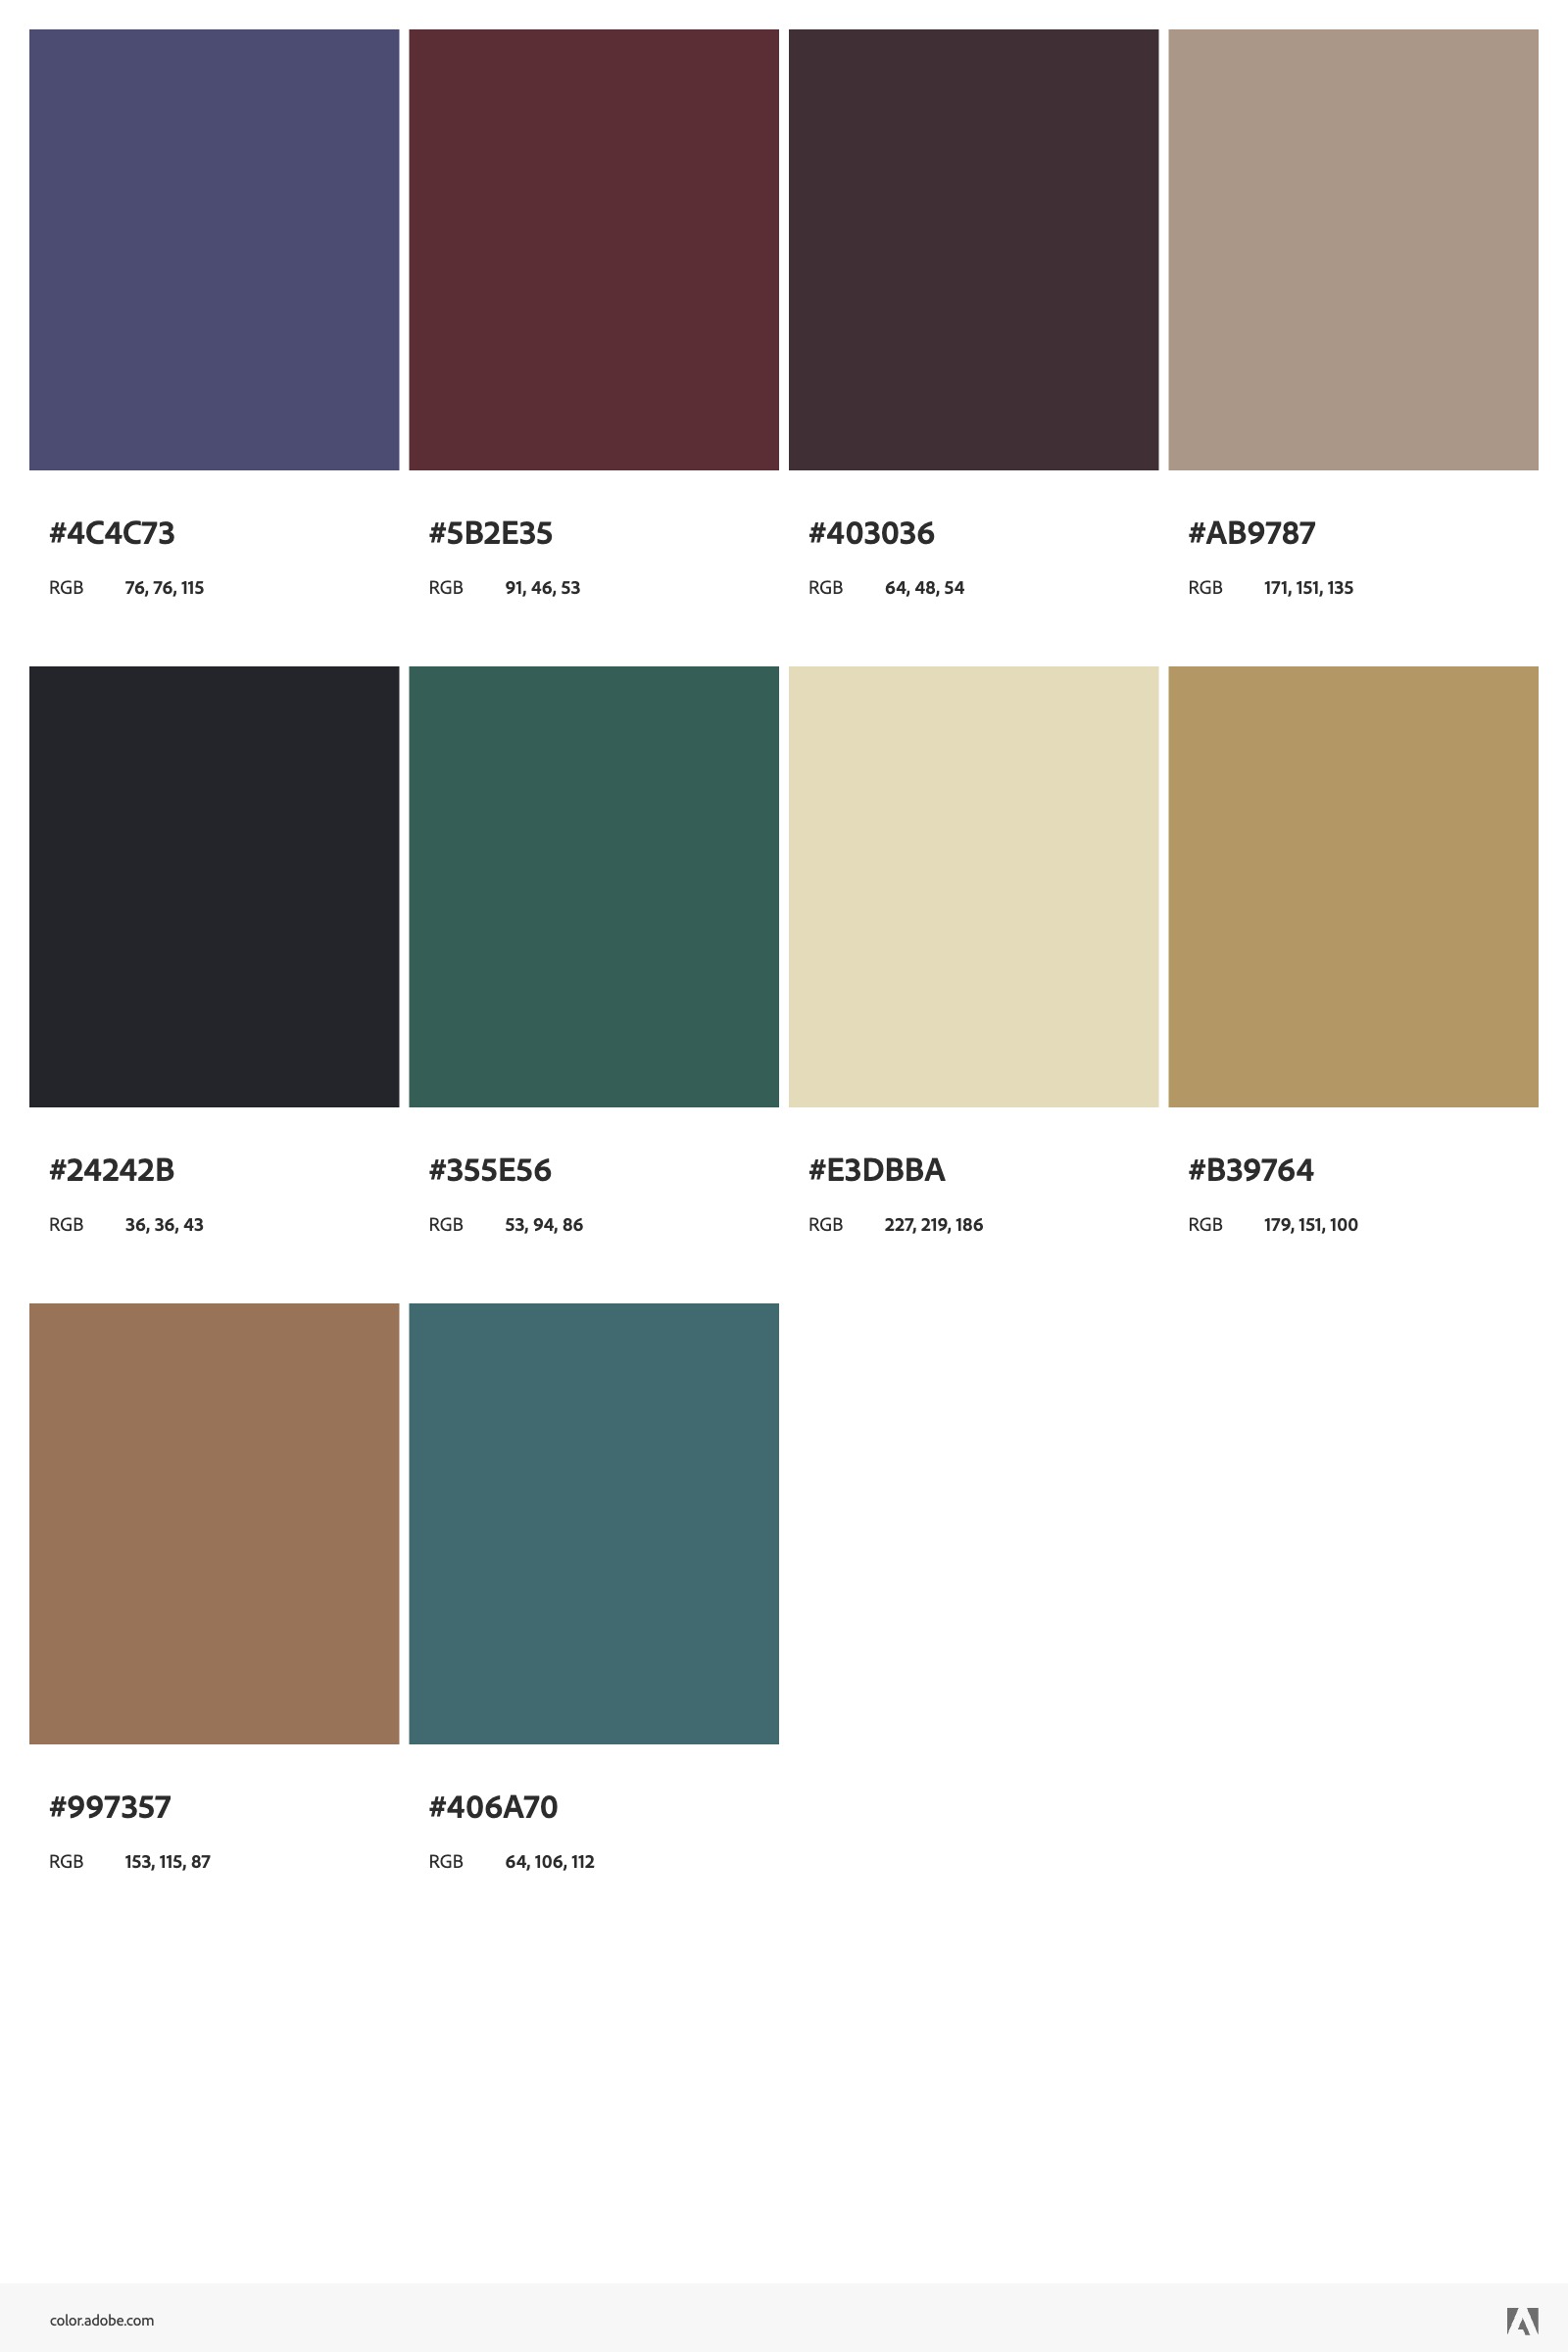 #4C4C73 #5B2E35 #403036 #AB9787
RGB 76, 76, 115 RGB 91, 46, 53 RGB 64, 48, 54 RGB 171, 151, 135
#24242B #355E56 #E3DBBA #B39764
RGB 36, 36, 43 RGB 53, 94, 86 RGB 227, 219, 186 RGB 179, 151, 100
#997357 #406A70
RGB 153, 115, 87 RGB 64, 106, 112
color.adobe.com